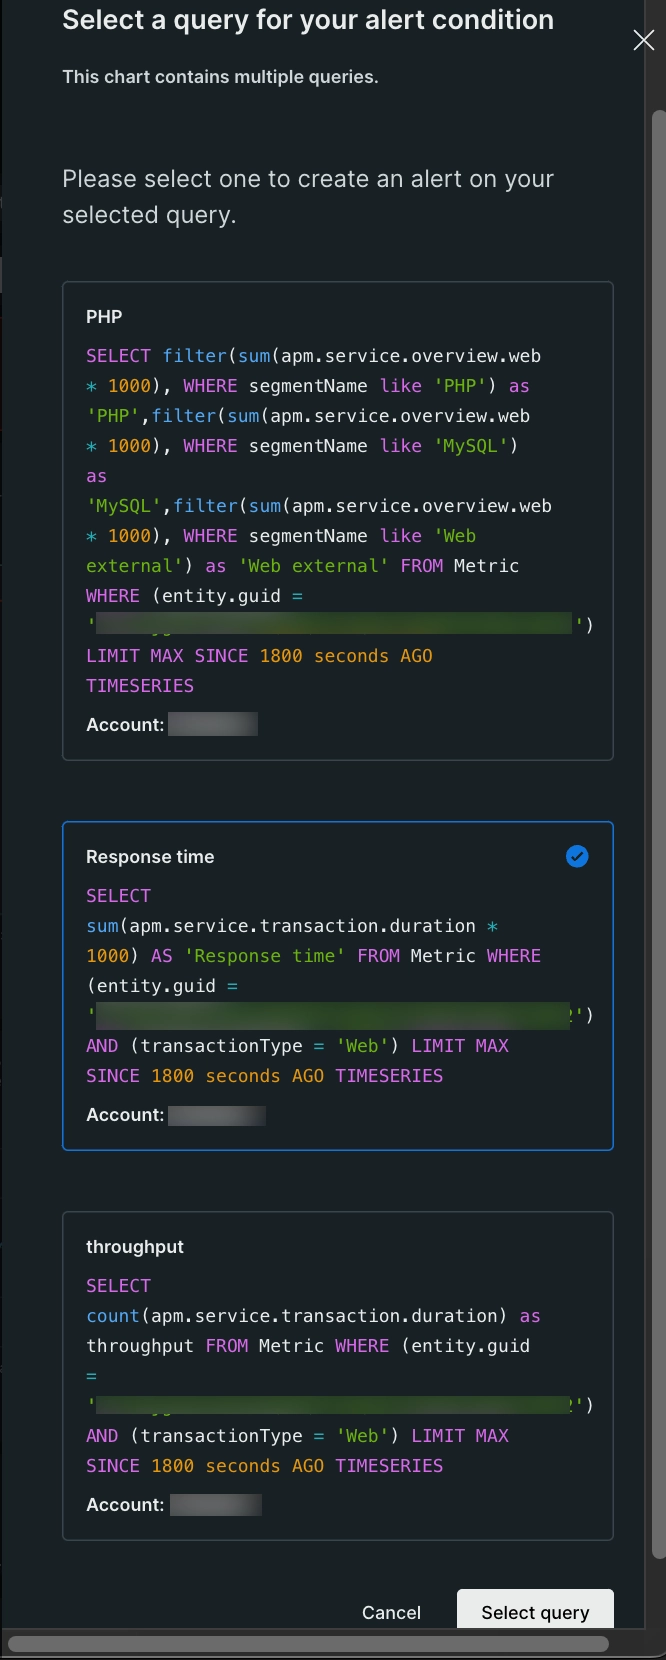 Select a query for your alert condition
This chart contains multiple queries.
Please select one to create an alert on your
selected query.
PHP
SELECT filter(sum(apm.service.overview.web
* 1000), WHERE segmentName like 'PHP') as
'PHP',filter(sum(apm.service.overview.web
* 1000), WHERE segmentName like 'MySQL')
as
'MySQL',filter(sum(apm.service.overview.web
* 1000), WHERE segmentName like 'Web
external') as 'Web external' FROM Metric
WHERE (entity.guid =
' ')
LIMIT MAX SINCE 1800 seconds AGO
TIMESERIES
Account:
Response time
SELECT
sum(apm.service.transaction.duration *
1000) AS 'Response time' FROM Metric WHERE
(entity.guid =
' ')
AND (transactionType = 'Web') LIMIT MAX
SINCE 1800 seconds AGO TIMESERIES
Account:
throughput
SELECT
count(apm.service.transaction.duration) as
throughput FROM Metric WHERE (entity.guid
=
' ')
AND (transactionType = 'Web') LIMIT MAX
SINCE 1800 seconds AGO TIMESERIES
Account:
Cancel
Select query